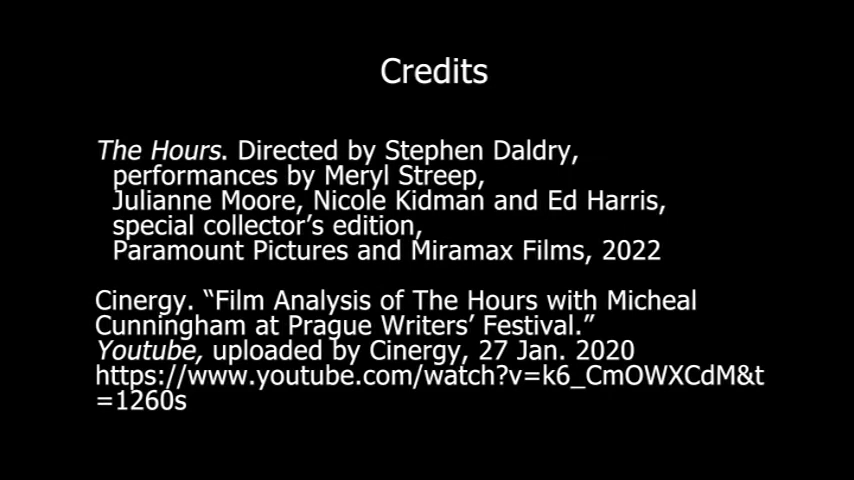 Credits
The Hours. Directed by Stephen Daldry,
performances by Meryl Streep,
Julianne Moore, Nicole Kidman and Ed Harris,
special collector’s edition,
Paramount Pictures and Miramax Films, 2022
Cinergy. “Film Analysis of The Hours with Micheal
Cunningham at Prague Writers’ Festival.”
Youtube, uploaded by Cinergy, 27 Jan. 2020
https://www.youtube.com/watch?v=k6_CmOWXCdM&t
=1260s